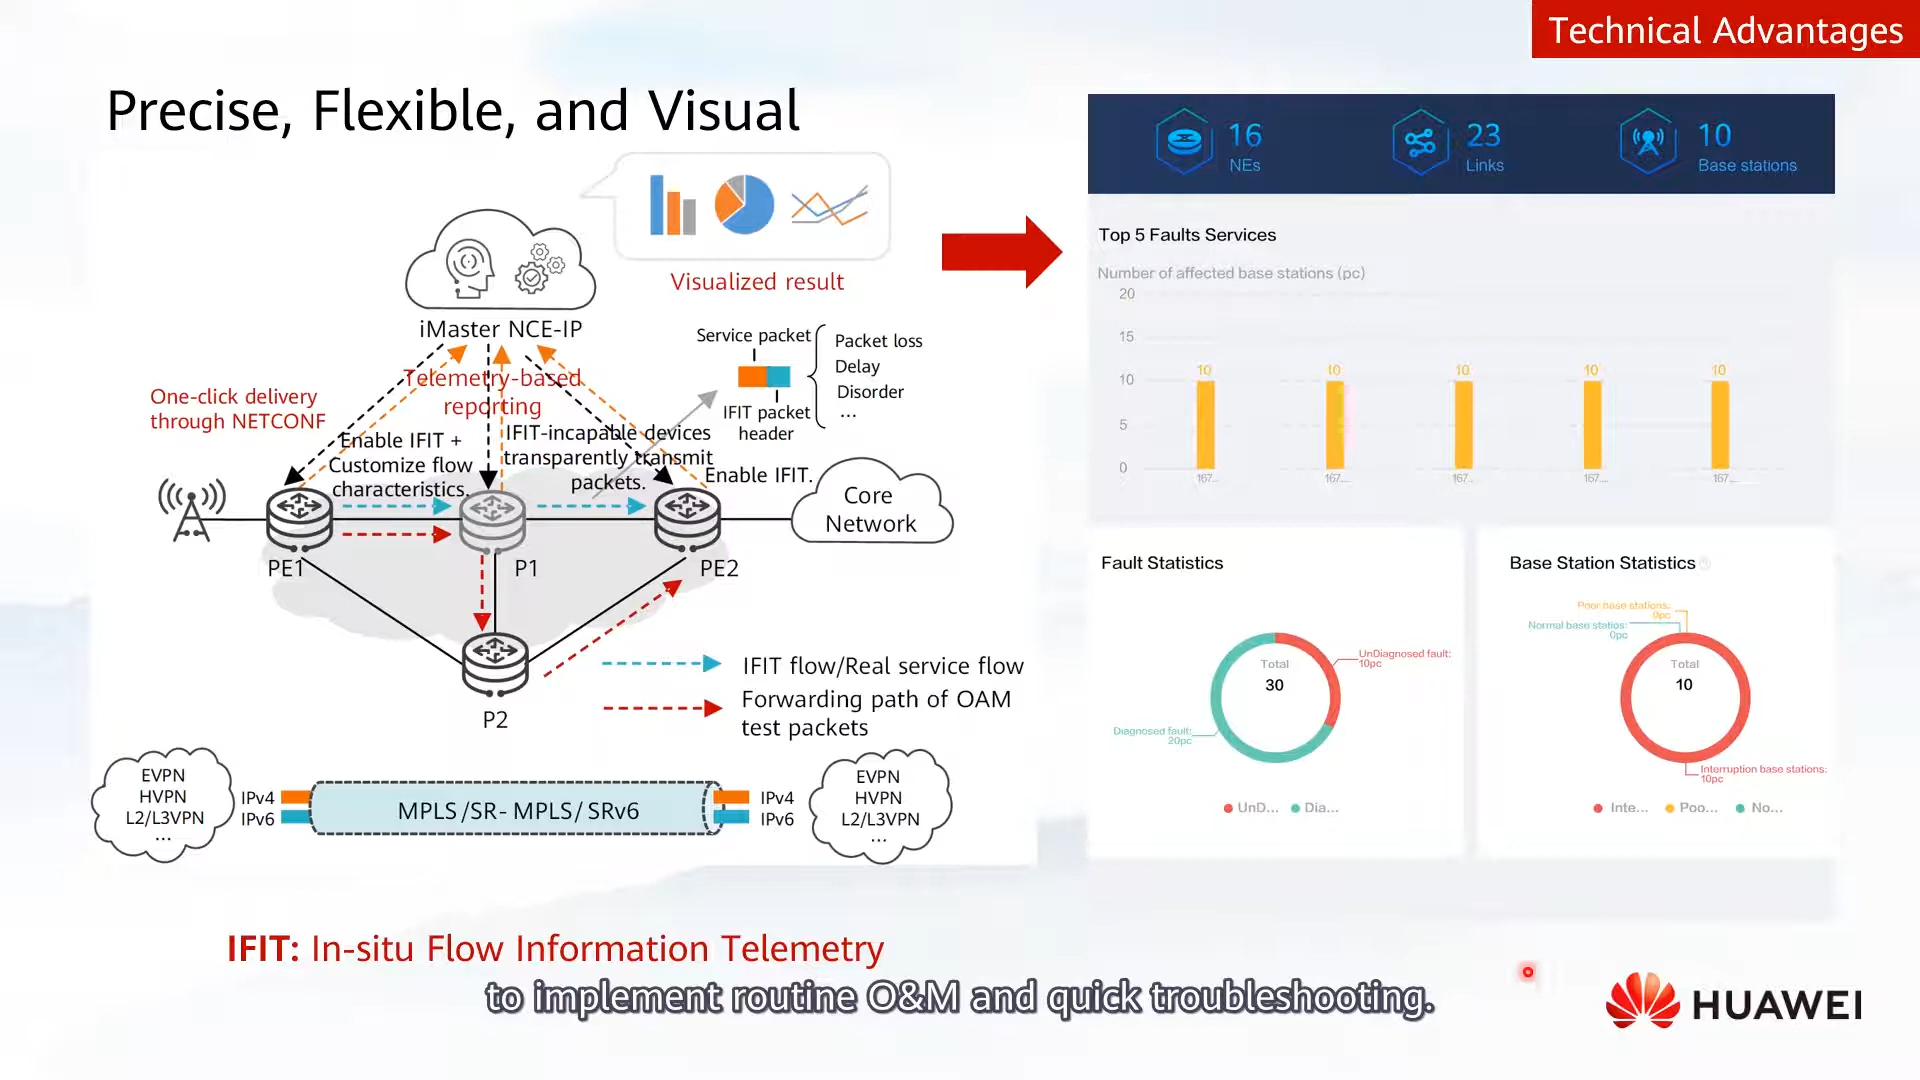 Technical Advantages
Precise, Flexible, and Visual
Visualized result
iMaster NCE-IP
One-click delivery
through NETCONF
Telemetry-based
reporting
Service packet
IFIT packet
header
Packet loss
Delay
Disorder
...
Enable IFIT +
Customize flow
characteristics.
IFIT-incapable devices
transparently transmit
packets.
Enable IFIT.
Core
Network
PE1
P1
PE2
P2
IFIT flow/Real service flow
Forwarding path of OAM
test packets
EVPN
HVPN
L2/L3VPN
...
IPv4
IPv6
MPLS/SR-MPLS/SRv6
IPv4
IPv6
EVPN
HVPN
L2/L3VPN
...
16
NEs
23
Links
10
Base stations
Top 5 Faults Services
Number of affected base stations (pc)
20
15
10
5
0
10
10
10
10
10
167...
167...
167...
167...
167...
Fault Statistics
Total
30
UnDiagnosed fault:
10pc
Diagnosed fault:
20pc
UnD...
Dia...
Base Station Statistics
Poor base stations:
0pc
Normal base statios:
0pc
Total
10
Interruption base stations:
10pc
Inte...
Poo...
No...
IFIT: In-situ Flow Information Telemetry
to implement routine O&M and quick troubleshooting.
HUAWEI